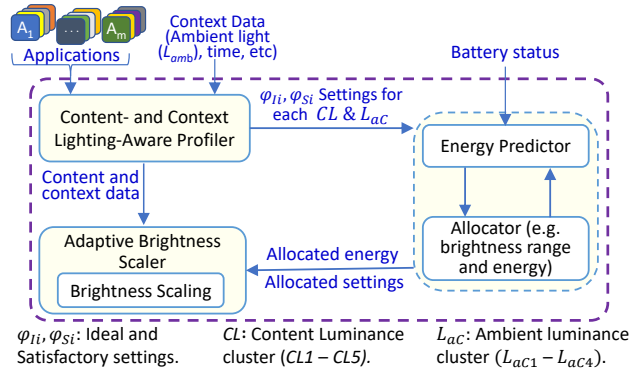 A1 ... Am
Applications
Context Data
(Ambient light
(Lamb), time, etc)
Battery status
Content- and Context
Lighting-Aware Profiler
φIi, φSi Settings for
each CL & LaC
Energy Predictor
Content and
context data
Adaptive Brightness
Scaler
Brightness Scaling
Allocated energy
Allocated settings
Allocator (e.g.
brightness range
and energy)
φIi, φSi: Ideal and
Satisfactory settings.
CL: Content Luminance
cluster (CL1 – CL5).
LaC: Ambient luminance
cluster (LaC1 – LaC4).